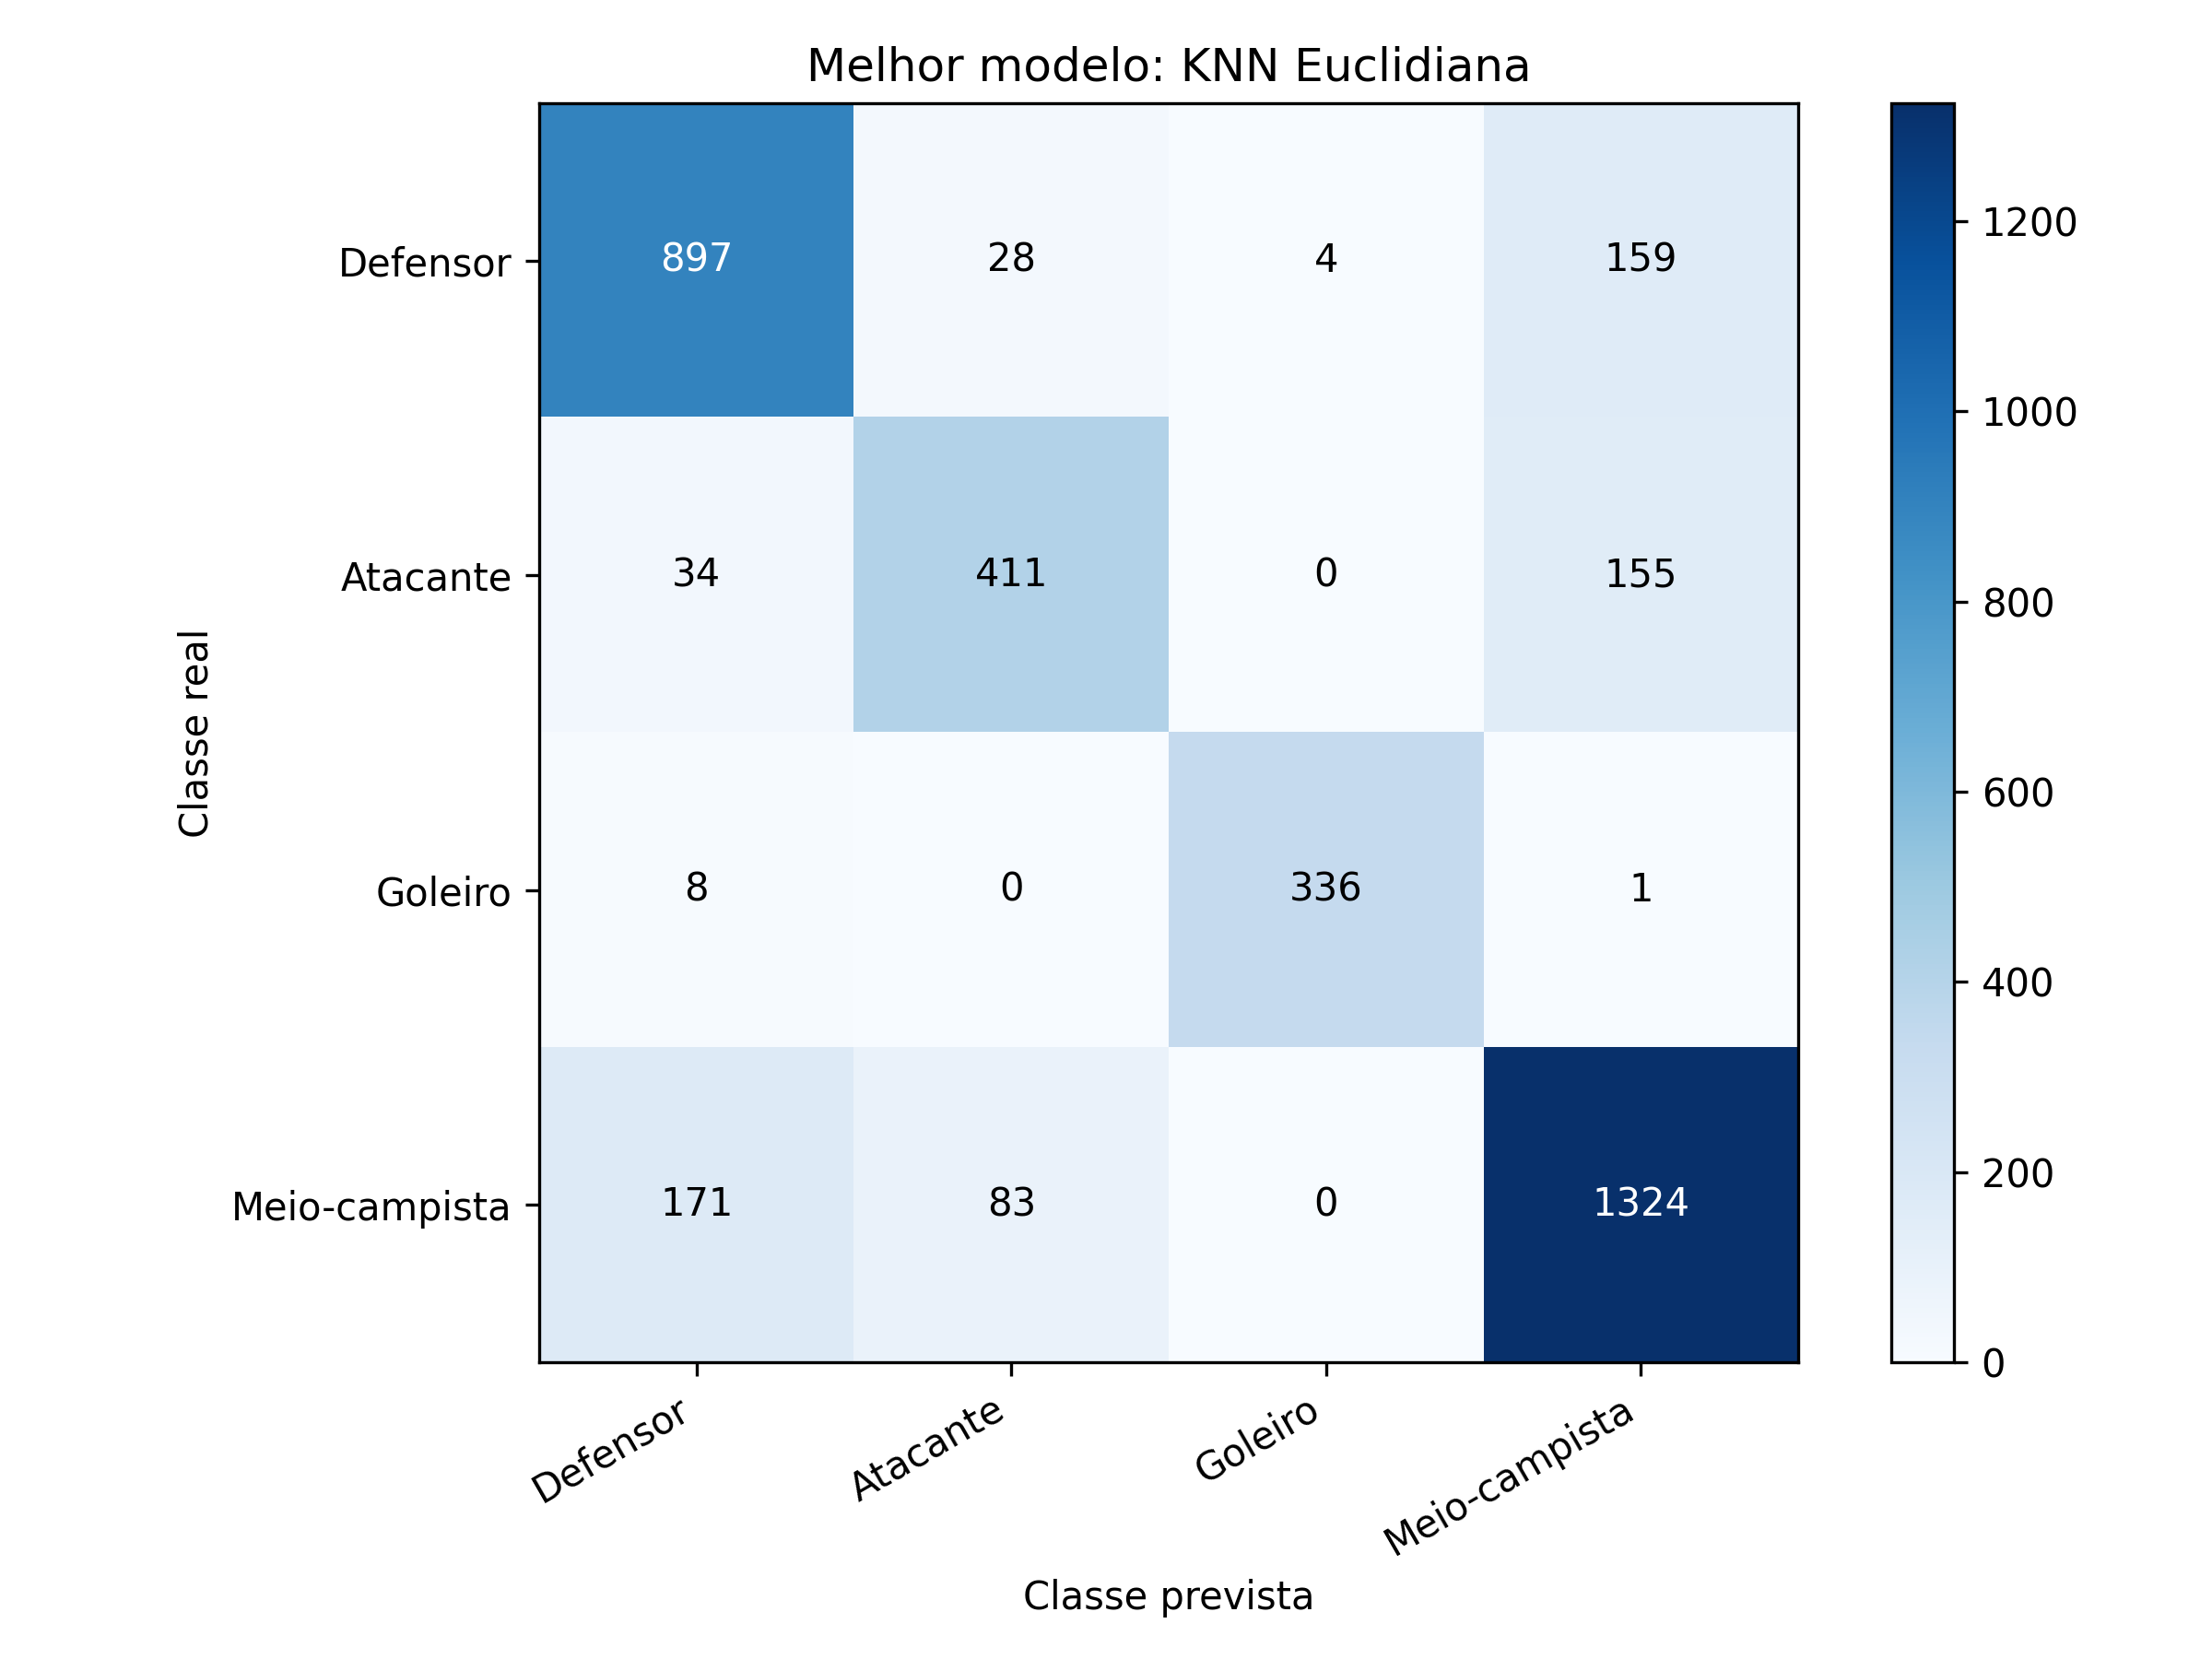 Melhor modelo: KNN Euclidiana
Classe real
Defensor 897 28 4 159
Atacante 34 411 0 155
Goleiro 8 0 336 1
Meio-campista 171 83 0 1324
Defensor Atacante Goleiro Meio-campista
Classe prevista
1200
1000
800
600
400
200
0